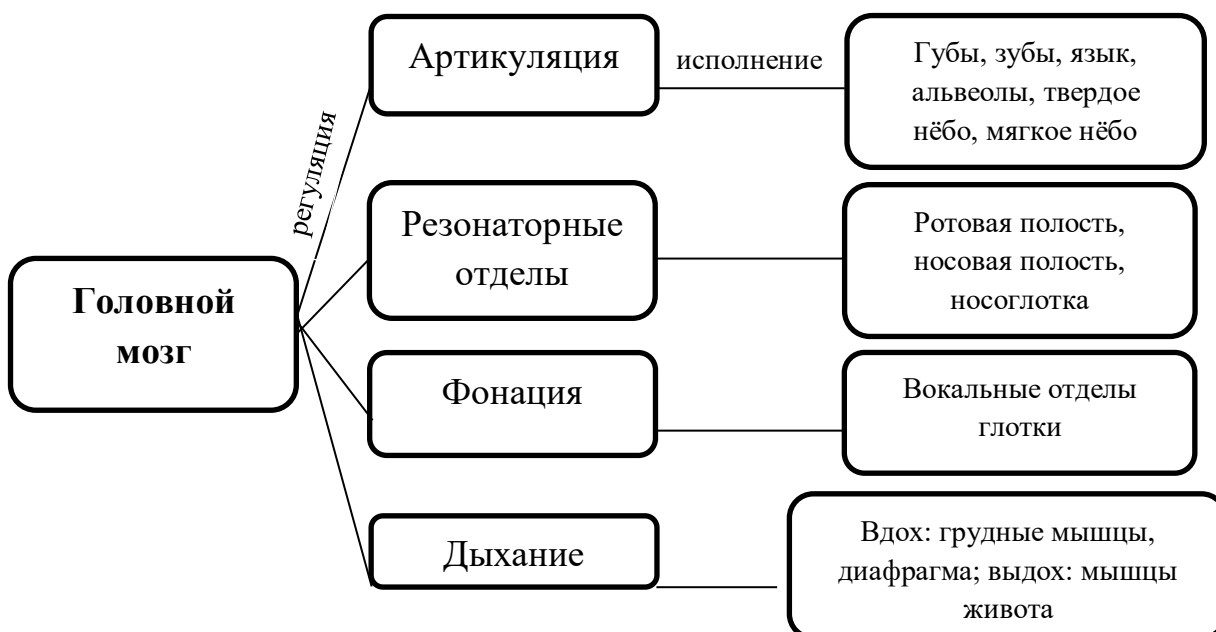 Головной
мозг
регуляция
Артикуляция
исполнение
Губы, зубы, язык,
альвеолы, твердое
нёбо, мягкое нёбо
Резонаторные
отделы
Ротовая полость,
носовая полость,
носоглотка
Фонация
Вокальные отделы
глотки
Дыхание
Вдох: грудные мышцы,
диафрагма; выдох: мышцы
живота